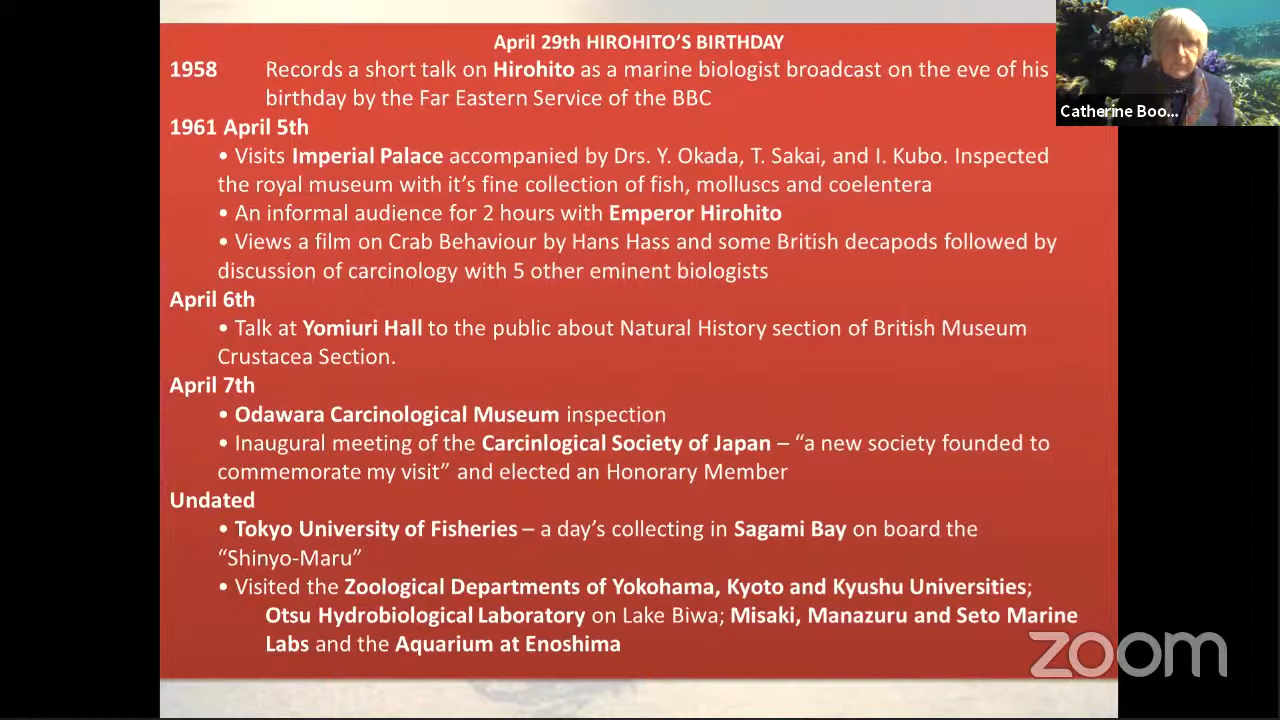 April 29th HIROHITO'S BIRTHDAY
1958 Records a short talk on Hirohito as a marine biologist broadcast on the eve of his
birthday by the Far Eastern Service of the BBC
1961 April 5th
• Visits Imperial Palace accompanied by Drs. Y. Okada, T. Sakai, and I. Kubo. Inspected
the royal museum with it's fine collection of fish, molluscs and coelentera
• An informal audience for 2 hours with Emperor Hirohito
• Views a film on Crab Behaviour by Hans Hass and some British decapods followed by
discussion of carcinology with 5 other eminent biologists
April 6th
• Talk at Yomiuri Hall to the public about Natural History section of British Museum
Crustacea Section.
April 7th
• Odawara Carcinological Museum inspection
• Inaugural meeting of the Carcinlogical Society of Japan – “a new society founded to
commemorate my visit” and elected an Honorary Member
Undated
• Tokyo University of Fisheries – a day's collecting in Sagami Bay on board the
“Shinyo-Maru”
• Visited the Zoological Departments of Yokohama, Kyoto and Kyushu Universities;
Otsu Hydrobiological Laboratory on Lake Biwa; Misaki, Manazuru and Seto Marine
Labs and the Aquarium at Enoshima
Catherine Boo...
zoom